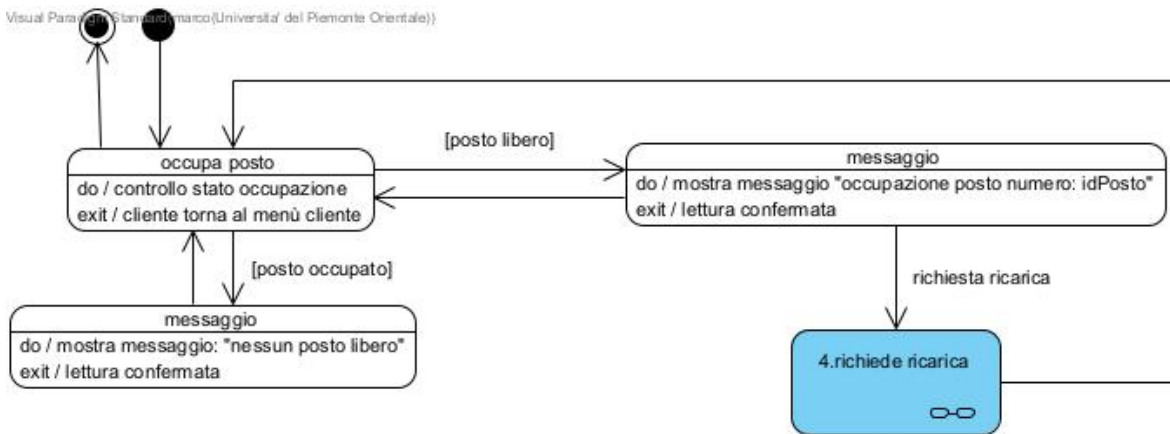 Visual Paradigm Standard(marco(Universita' del Piemonte Orientale))
occupa posto
do / controllo stato occupazione
exit / cliente torna al menù cliente
[posto libero]
messaggio
do / mostra messaggio "occupazione posto numero: idPosto"
exit / lettura confermata
[posto occupato]
messaggio
do / mostra messaggio: "nessun posto libero"
exit / lettura confermata
richiesta ricarica
4.richiede ricarica